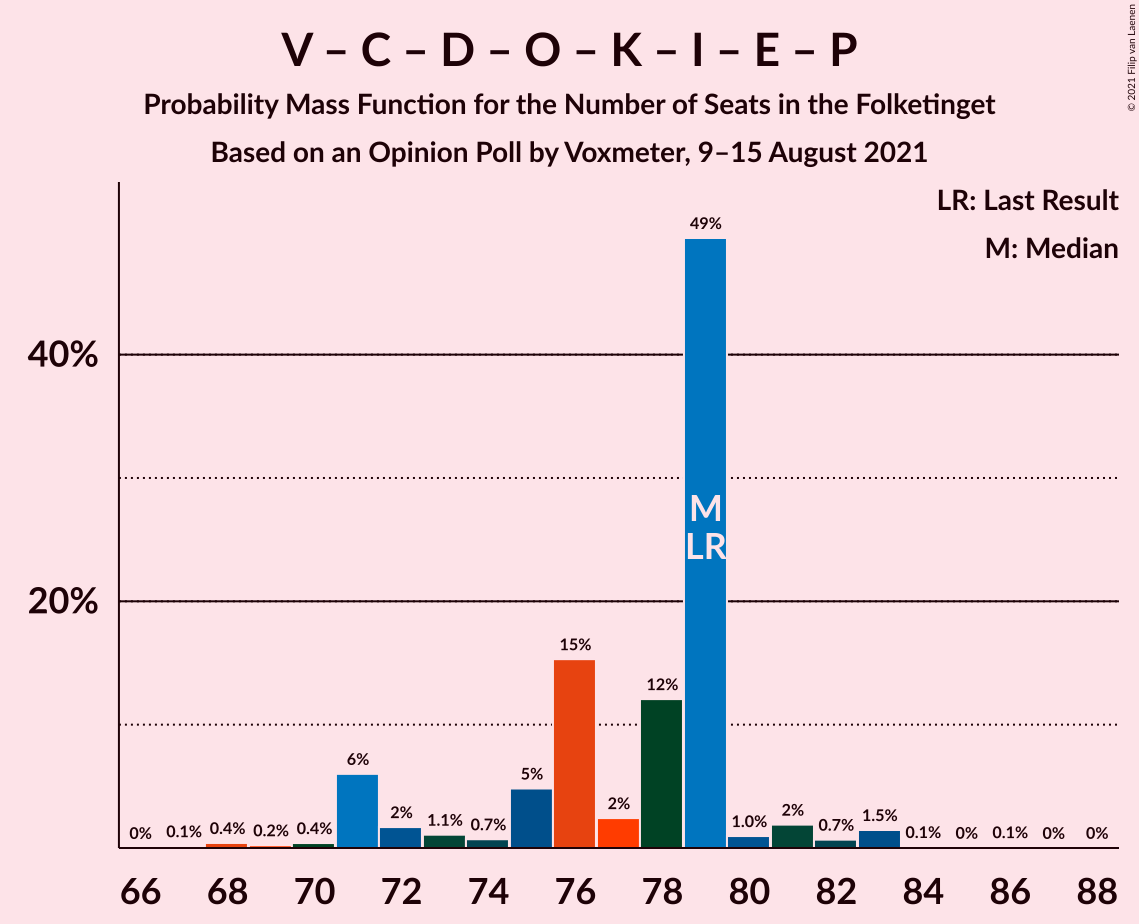 V – C – D – O – K – I – E – P
Probability Mass Function for the Number of Seats in the Folketinget
Based on an Opinion Poll by Voxmeter, 9–15 August 2021
© 2021 Filip van Laenen
LR: Last Result
M: Median
40%
20%
0%
0.1%
0.4%
0.2%
0.4%
6%
2%
1.1%
0.7%
5%
15%
2%
12%
49%
1.0%
2%
0.7%
1.5%
0.1%
0%
0.1%
0%
0%
M
LR
66 68 70 72 74 76 78 80 82 84 86 88